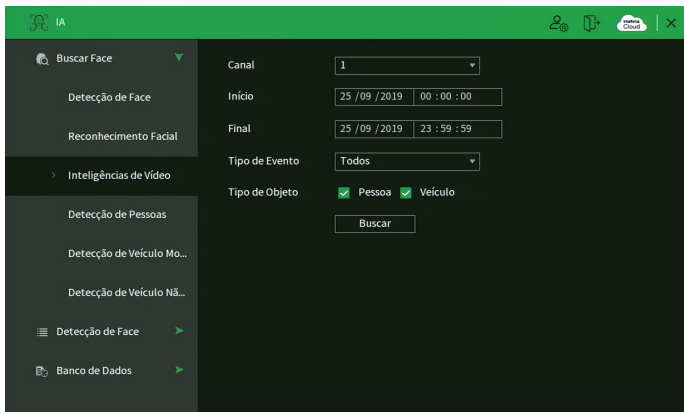 IA
intelbras
Cloud
Buscar Face
Detecção de Face
Reconhecimento Facial
Inteligências de Vídeo
Detecção de Pessoas
Detecção de Veículo Mo...
Detecção de Veículo Nã...
Detecção de Face
Banco de Dados
Canal 1
Início 25 /09 /2019 00 : 00 : 00
Final 25 /09 /2019 23 : 59 : 59
Tipo de Evento Todos
Tipo de Objeto Pessoa Veículo
Buscar